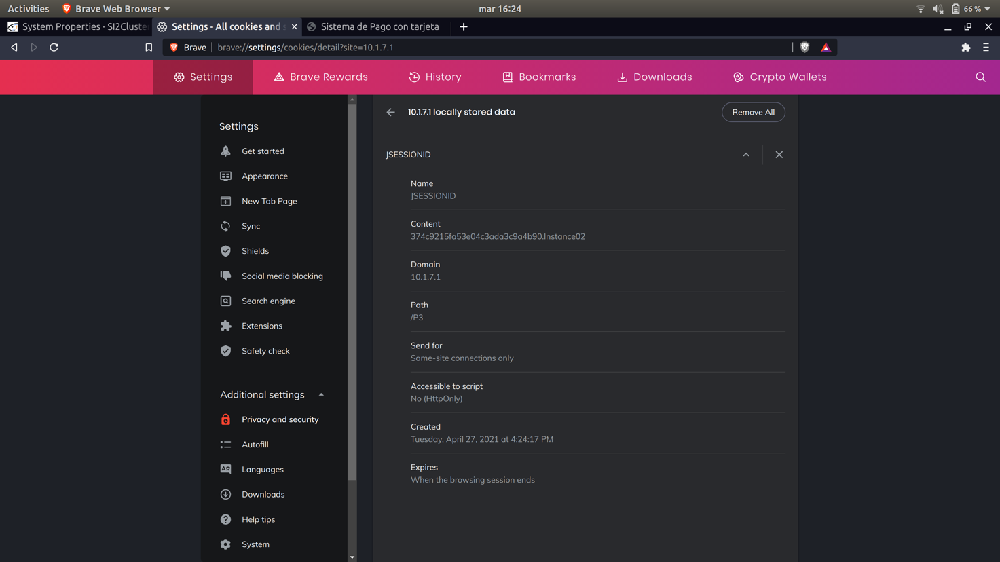 Activities
Brave Web Browser
mar 16:24
66 %
System Properties - SI2Cluste
Settings - All cookies and s
Sistema de Pago con tarjeta
Brave
brave://settings/cookies/detail?site=10.1.7.1
Settings
Brave Rewards
History
Bookmarks
Downloads
Crypto Wallets
Settings
Get started
Appearance
New Tab Page
Sync
Shields
Social media blocking
Search engine
Extensions
Safety check
Additional settings
Privacy and security
Autofill
Languages
Downloads
Help tips
System
10.1.7.1 locally stored data
Remove All
JSESSIONID
Name
JSESSIONID
Content
374c9215fa53e04c3ada3c9a4b90.Instance02
Domain
10.1.7.1
Path
/P3
Send for
Same-site connections only
Accessible to script
No (HttpOnly)
Created
Tuesday, April 27, 2021 at 4:24:17 PM
Expires
When the browsing session ends